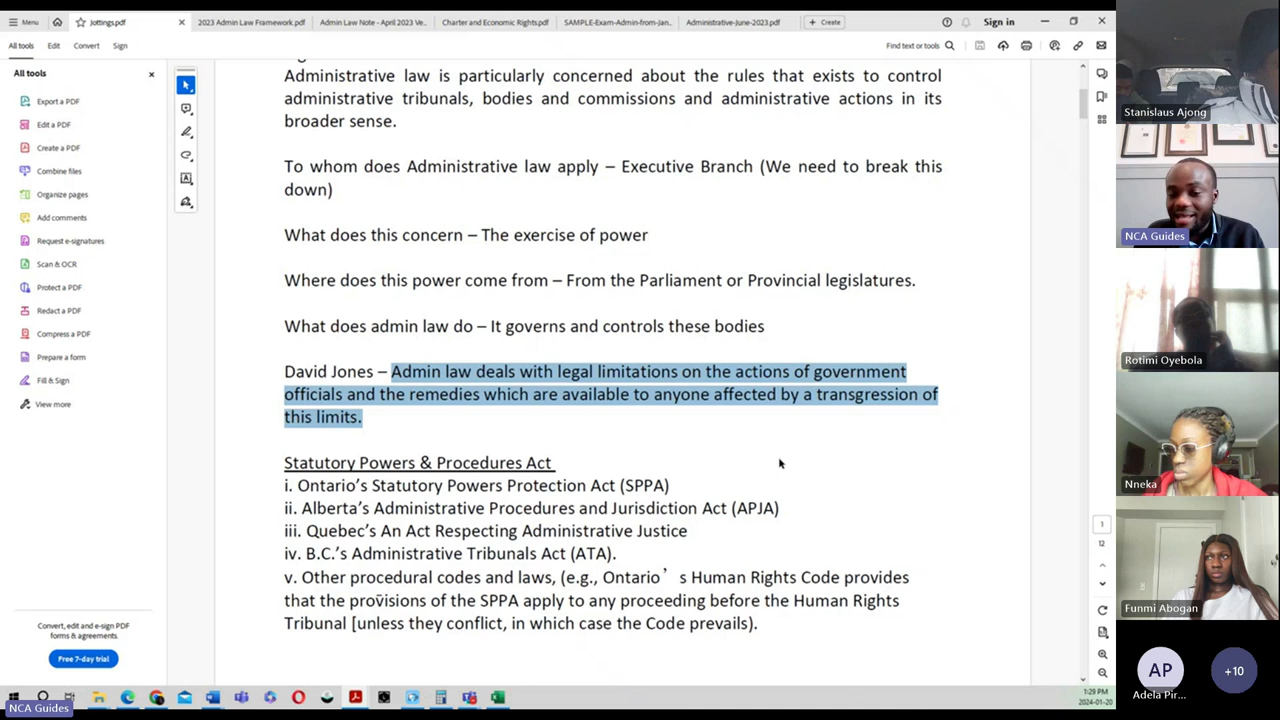 Menu
Jottings.pdf
2023 Admin Law Framework.pdf
Admin Law Note - April 2023 Ve..
Charter and Economic Rights.pdf
SAMPLE-Exam-Admin-from-Jan..
Administrative-June-2023.pdf
+ Create
Sign in
All tools
Edit
Convert
Sign
Find text or tools
All tools
Export a PDF
Edit a PDF
Create a PDF
Combine files
Organize pages
Add comments
Request e-signatures
Scan & OCR
Protect a PDF
Redact a PDF
Compress a PDF
Prepare a form
Fill & Sign
View more
Convert, edit and e-sign PDF
forms & agreements.
Free 7-day trial
Administrative law is particularly concerned about the rules that exists to control
administrative tribunals, bodies and commissions and administrative actions in its
broader sense.
To whom does Administrative law apply – Executive Branch (We need to break this
down)
What does this concern – The exercise of power
Where does this power come from – From the Parliament or Provincial legislatures.
What does admin law do – It governs and controls these bodies
David Jones – Admin law deals with legal limitations on the actions of government
officials and the remedies which are available to anyone affected by a transgression of
this limits.
Statutory Powers & Procedures Act
i. Ontario's Statutory Powers Protection Act (SPPA)
ii. Alberta's Administrative Procedures and Jurisdiction Act (APJA)
iii. Quebec's An Act Respecting Administrative Justice
iv. B.C.'s Administrative Tribunals Act (ATA).
v. Other procedural codes and laws, (e.g., Ontario’ s Human Rights Code provides
that the provisions of the SPPA apply to any proceeding before the Human Rights
Tribunal [unless they conflict, in which case the Code prevails).
1
12
1:29 PM
2024-01-20
NCA Guides
Stanislaus Ajong
NCA Guides
Rotimi Oyebola
Nneka
Funmi Abogan
AP
Adela Pir...
+10